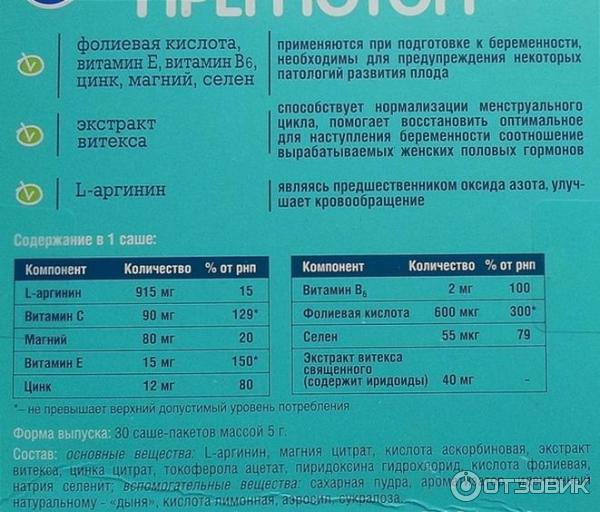 ПРЕГНОТОН
фолиевая кислота,
витамин Е, витамин В6,
цинк, магний, селен
применяются при подготовке к беременности,
необходимы для предупреждения некоторых
патологий развития плода
экстракт
витекса
способствует нормализации менструального
цикла, помогает восстановить оптимальное
для наступления беременности соотношение
вырабатываемых женских половых гормонов
L-аргинин
являясь предшественником оксида азота, улуч-
шает кровообращение
Содержание в 1 саше:
Компонент Количество % от рнп
L-аргинин 915 мг 15
Витамин С 90 мг 129*
Магний 80 мг 20
Витамин Е 15 мг 150*
Цинк 12 мг 80
Компонент Количество % от рнп
Витамин В6 2 мг 100
Фолиевая кислота 600 мкг 300*
Селен 55 мкг 79
Экстракт витекса
священного
(содержит иридоиды) 40 мг -
*– не превышает верхний допустимый уровень потребления
Форма выпуска: 30 саше-пакетов массой 5 г.
Состав: основные вещества: L-аргинин, магния цитрат, кислота аскорбиновая, экстракт
витекса, цинка цитрат, токоферола ацетат, пиридоксина гидрохлорид, кислота фолиевая,
натрия селенит; вспомогательные вещества: сахарная пудра,
натуральному - «дыня», кислота лимонная, аэросил, сукралоза.
ОТЗОВИК